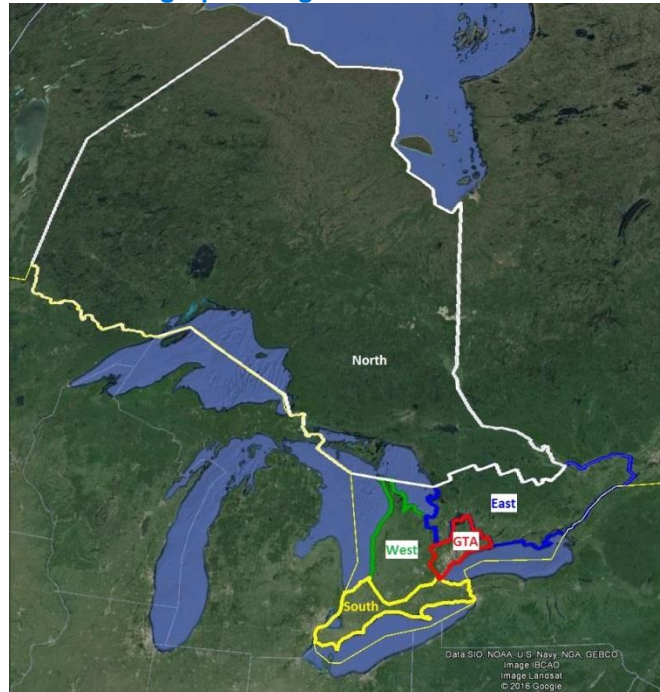 North
East
GTA
West
South
Data SIO, NOAA, U.S. Navy, NGA, GEBCO
Image IBCAO
Image Landsat
© 2016 Google